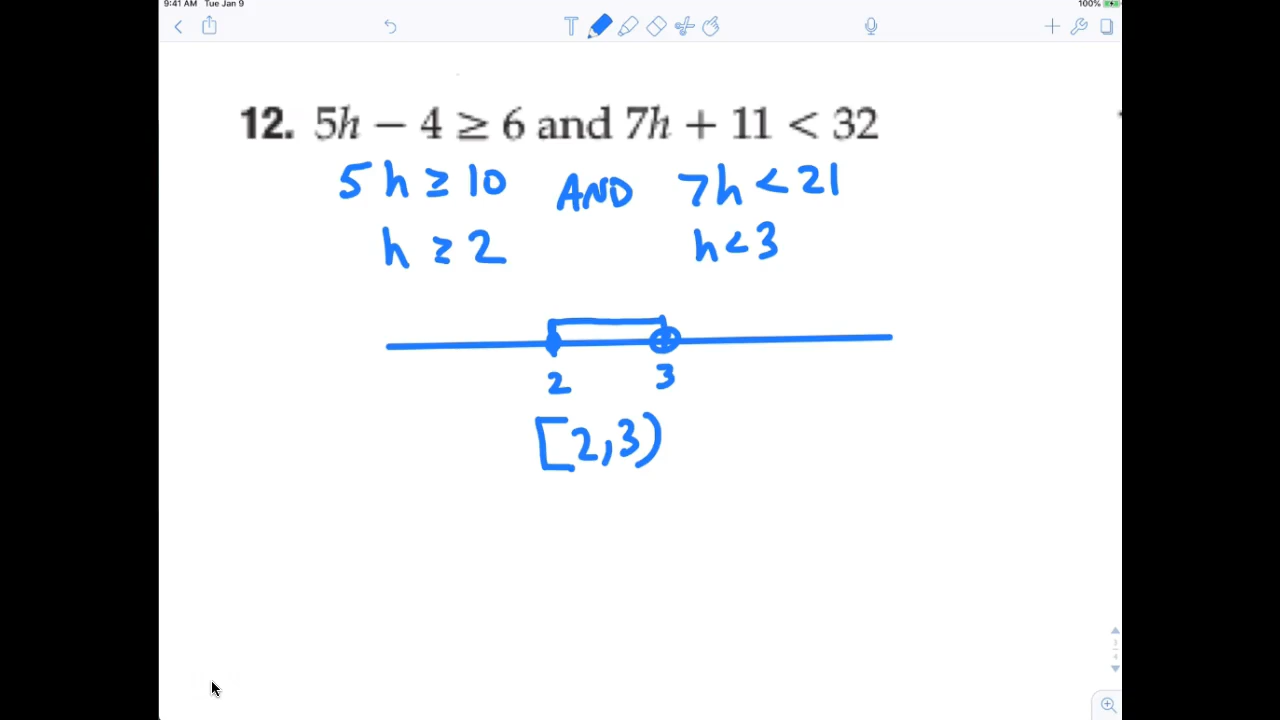 9:41 AM Tue Jan 9
100%
T
12. 5h − 4 ≥ 6 and 7h + 11 < 32
5h ≥ 10 AND 7h < 21
h ≥ 2 h < 3
2 3
[2,3)